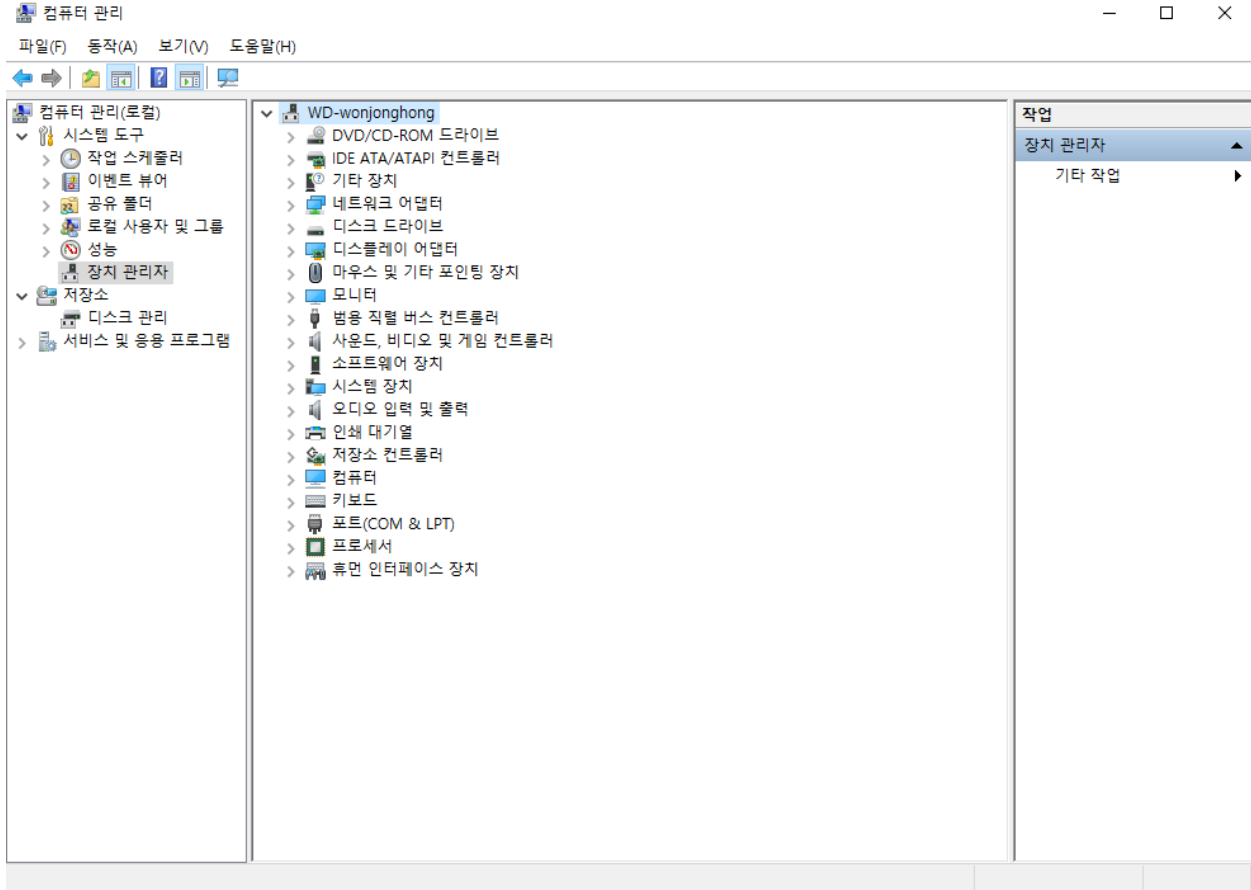 컴퓨터 관리
파일(F) 동작(A) 보기(V) 도움말(H)
컴퓨터 관리(로컬)
시스템 도구
작업 스케줄러
이벤트 뷰어
공유 폴더
로컬 사용자 및 그룹
성능
장치 관리자
저장소
디스크 관리
서비스 및 응용 프로그램
WD-wonjonghong
DVD/CD-ROM 드라이브
IDE ATA/ATAPI 컨트롤러
기타 장치
네트워크 어댑터
디스크 드라이브
디스플레이 어댑터
마우스 및 기타 포인팅 장치
모니터
범용 직렬 버스 컨트롤러
사운드, 비디오 및 게임 컨트롤러
소프트웨어 장치
시스템 장치
오디오 입력 및 출력
인쇄 대기열
저장소 컨트롤러
컴퓨터
키보드
포트(COM & LPT)
프로세서
휴먼 인터페이스 장치
작업
장치 관리자
기타 작업